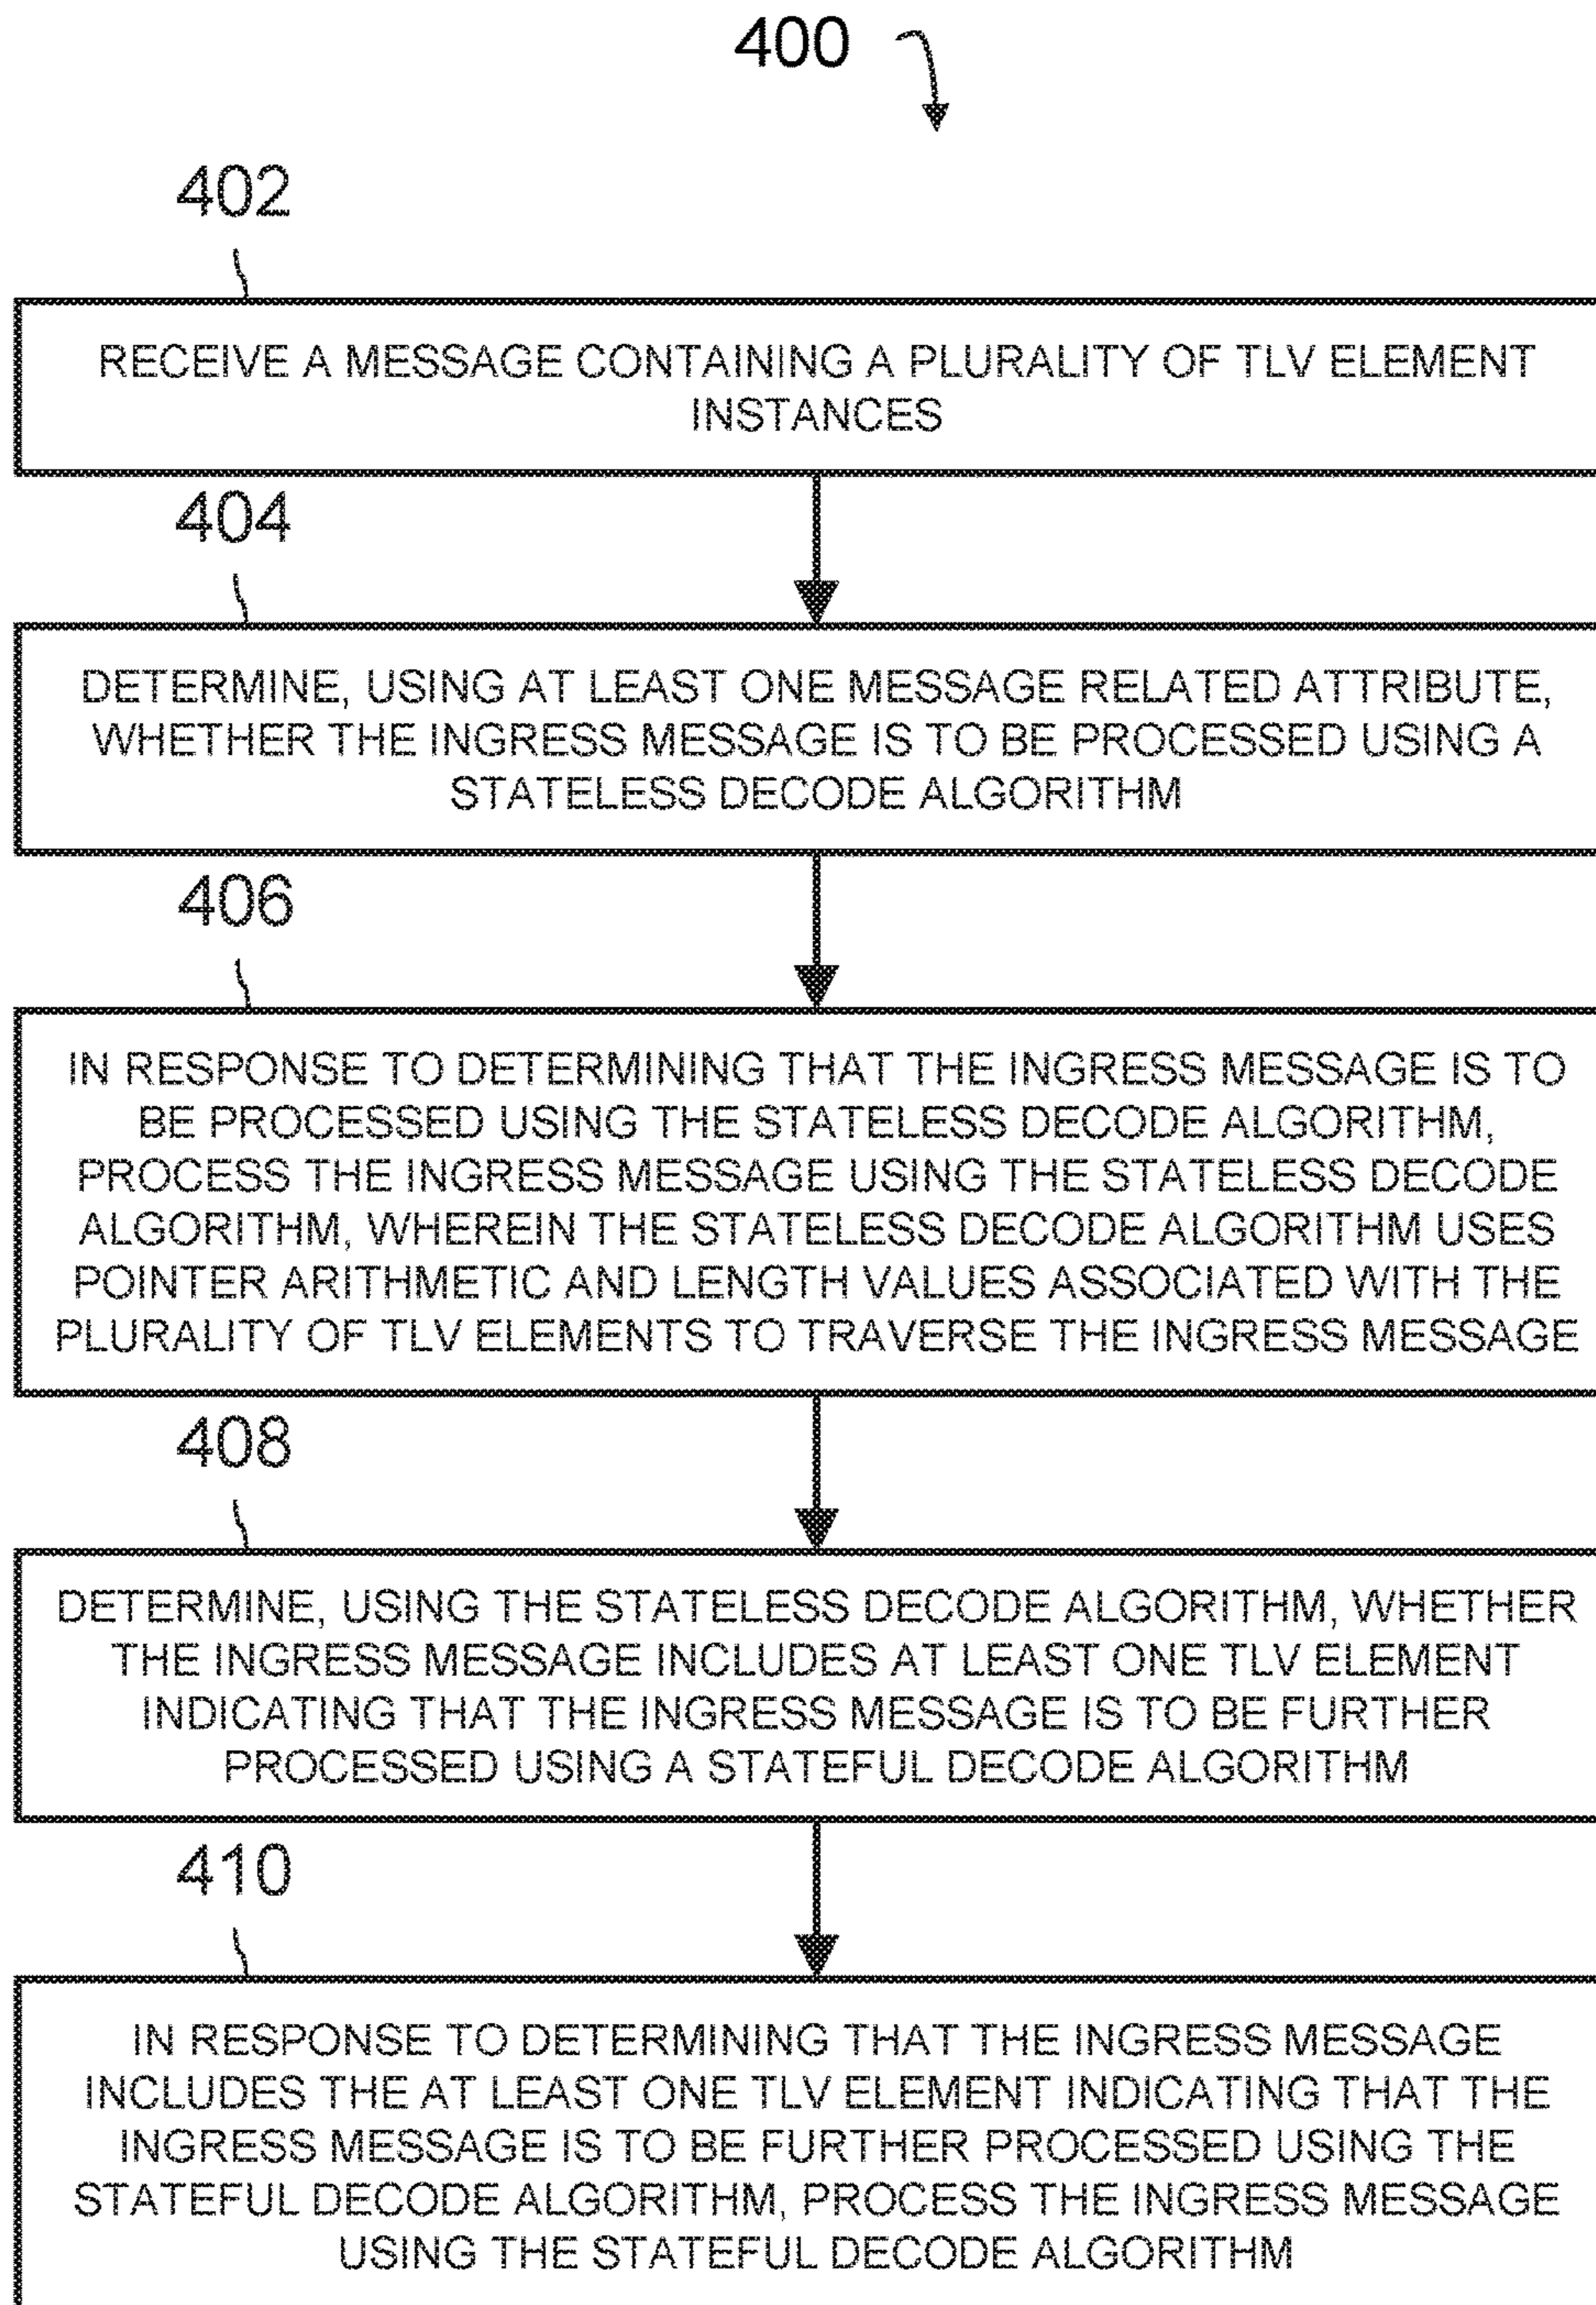 400
402
RECEIVE A MESSAGE CONTAINING A PLURALITY OF TLV ELEMENT
INSTANCES
404
DETERMINE, USING AT LEAST ONE MESSAGE RELATED ATTRIBUTE,
WHETHER THE INGRESS MESSAGE IS TO BE PROCESSED USING A
STATELESS DECODE ALGORITHM
406
IN RESPONSE TO DETERMINING THAT THE INGRESS MESSAGE IS TO
BE PROCESSED USING THE STATELESS DECODE ALGORITHM,
PROCESS THE INGRESS MESSAGE USING THE STATELESS DECODE
ALGORITHM, WHEREIN THE STATELESS DECODE ALGORITHM USES
POINTER ARITHMETIC AND LENGTH VALUES ASSOCIATED WITH THE
PLURALITY OF TLV ELEMENTS TO TRAVERSE THE INGRESS MESSAGE
408
DETERMINE, USING THE STATELESS DECODE ALGORITHM, WHETHER
THE INGRESS MESSAGE INCLUDES AT LEAST ONE TLV ELEMENT
INDICATING THAT THE INGRESS MESSAGE IS TO BE FURTHER
PROCESSED USING A STATEFUL DECODE ALGORITHM
410
IN RESPONSE TO DETERMINING THAT THE INGRESS MESSAGE
INCLUDES THE AT LEAST ONE TLV ELEMENT INDICATING THAT THE
INGRESS MESSAGE IS TO BE FURTHER PROCESSED USING THE
STATEFUL DECODE ALGORITHM, PROCESS THE INGRESS MESSAGE
USING THE STATEFUL DECODE ALGORITHM